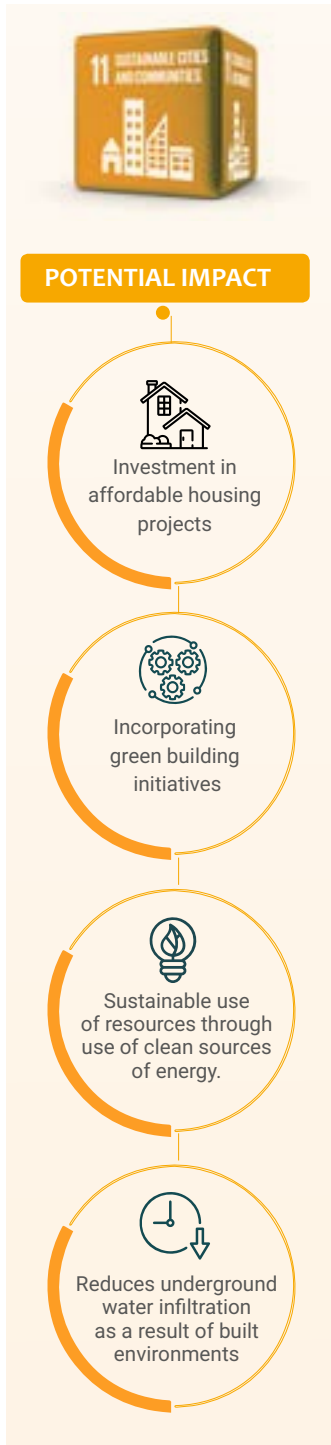 11 SUSTAINABLE CITIES
AND COMMUNITIES
POTENTIAL IMPACT
Investment in
affordable housing
projects
Incorporating
green building
initiatives
Sustainable use
of resources through
use of clean sources
of energy.
Reduces underground
water infiltration
as a result of built
environments